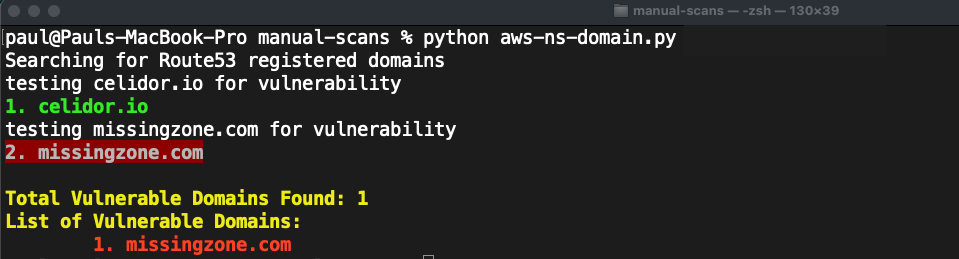 manual-scans — -zsh — 130×39
paul@Pauls-MacBook-Pro manual-scans % python aws-ns-domain.py
Searching for Route53 registered domains
testing celidor.io for vulnerability
1. celidor.io
testing missingzone.com for vulnerability
2. missingzone.com
Total Vulnerable Domains Found: 1
List of Vulnerable Domains:
1. missingzone.com